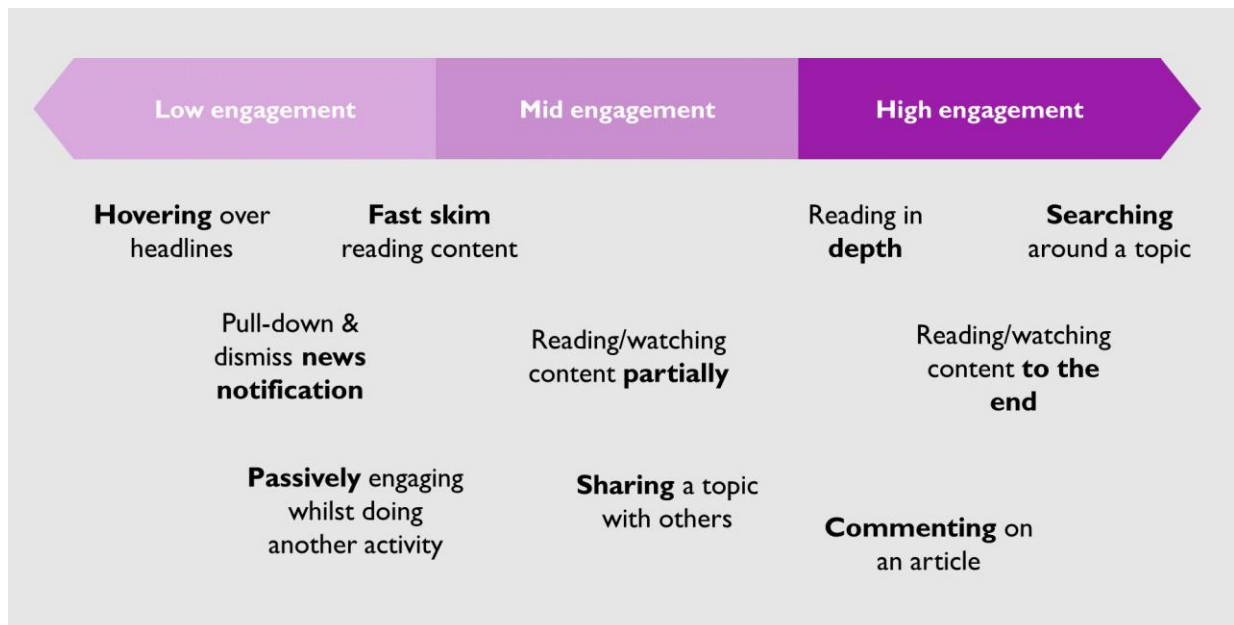 Low engagement
Mid engagement
High engagement
Hovering over
headlines
Fast skim
reading content
Reading in
depth
Searching
around a topic
Pull-down &
dismiss news
notification
Reading/watching
content partially
Reading/watching
content to the
end
Passively engaging
whilst doing
another activity
Sharing a topic
with others
Commenting on
an article